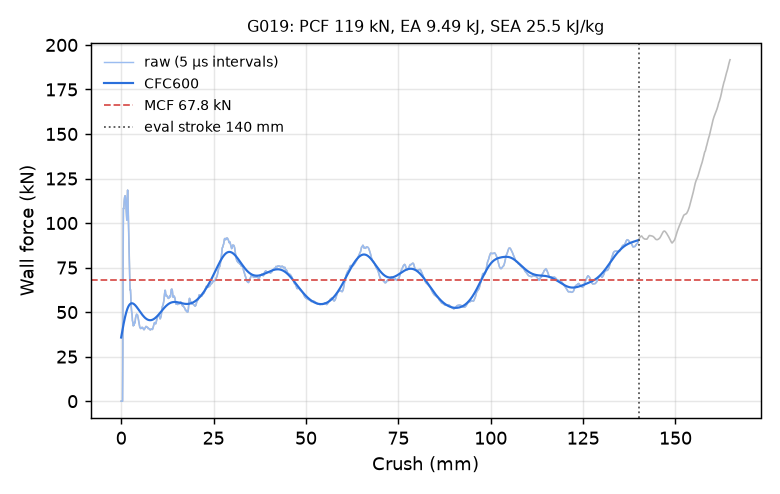 G019: PCF 119 kN, EA 9.49 kJ, SEA 25.5 kJ/kg
raw (5 µs intervals)
CFC600
MCF 67.8 kN
eval stroke 140 mm
Wall force (kN)
200
175
150
125
100
75
50
25
0
0 25 50 75 100 125 150
Crush (mm)